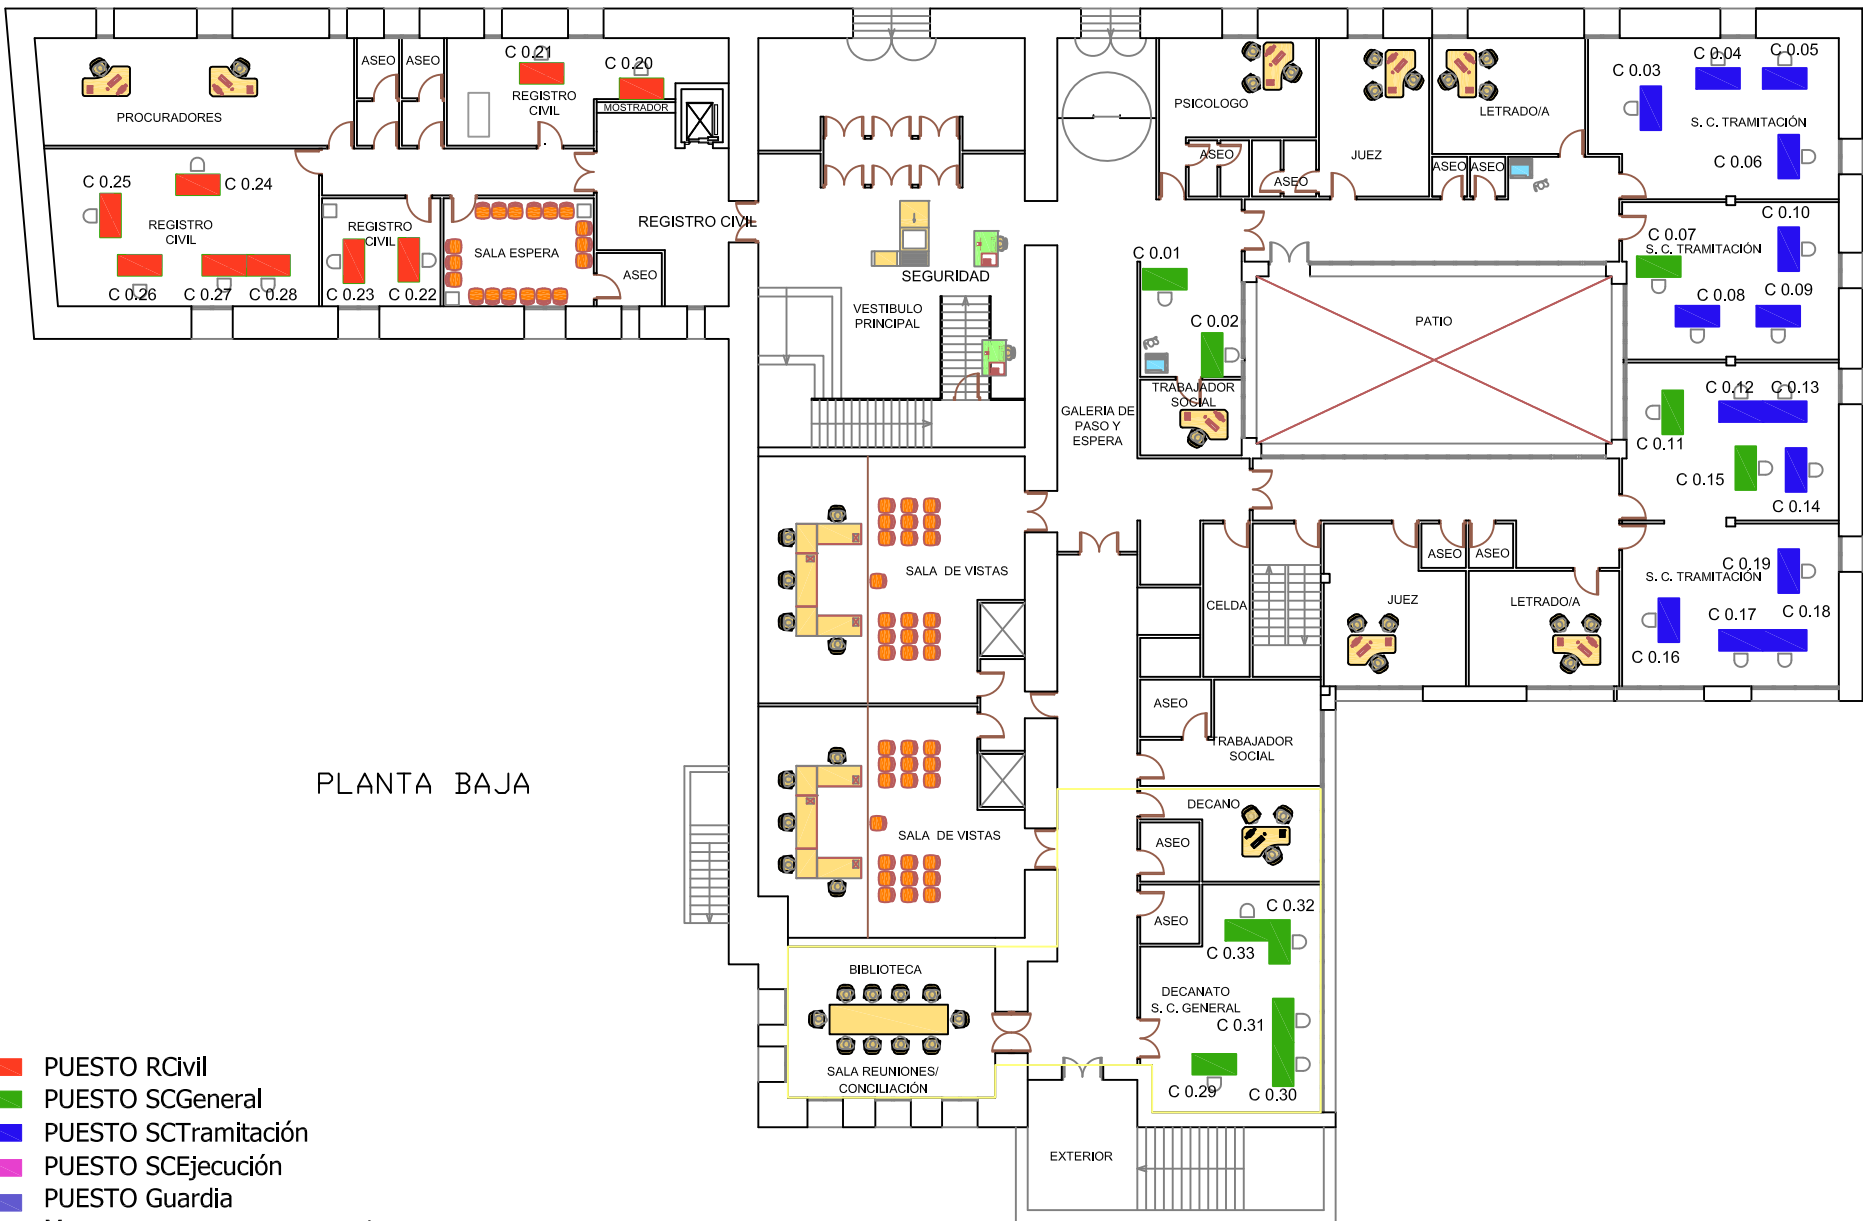 C 0.21
C 0.20
ASEO
ASEO
REGISTRO
CIVIL
MOSTRADOR
PROCURADORES
C 0.25
C 0.24
REGISTRO
CIVIL
C 0.26
C 0.27
C 0.28
REGISTRO
CIVIL
C 0.23
C 0.22
SALA ESPERA
REGISTRO CIVIL
ASEO
SEGURIDAD
VESTIBULO
PRINCIPAL
PSICOLOGO
ASEO
ASEO
JUEZ
LETRADO/A
ASEO
ASEO
C 0.03
C 0.04
C 0.05
S. C. TRAMITACIÓN
C 0.06
C 0.10
C 0.07
S. C. TRAMITACIÓN
C 0.08
C 0.09
C 0.01
C 0.02
TRABAJADOR
SOCIAL
PATIO
GALERIA DE
PASO Y
ESPERA
C 0.12
C 0.13
C 0.11
C 0.15
C 0.14
SALA DE VISTAS
CELDA
ASEO
ASEO
JUEZ
LETRADO/A
C 0.19
S. C. TRAMITACIÓN
C 0.17
C 0.18
C 0.16
ASEO
TRABAJADOR
SOCIAL
PLANTA BAJA
SALA DE VISTAS
DECANO
ASEO
ASEO
C 0.32
C 0.33
BIBLIOTECA
DECANATO
S. C. GENERAL
C 0.31
C 0.29
C 0.30
SALA REUNIONES/
CONCILIACIÓN
EXTERIOR
PUESTO RCivil
PUESTO SCGeneral
PUESTO SCTramitación
PUESTO SCEjecución
PUESTO Guardia